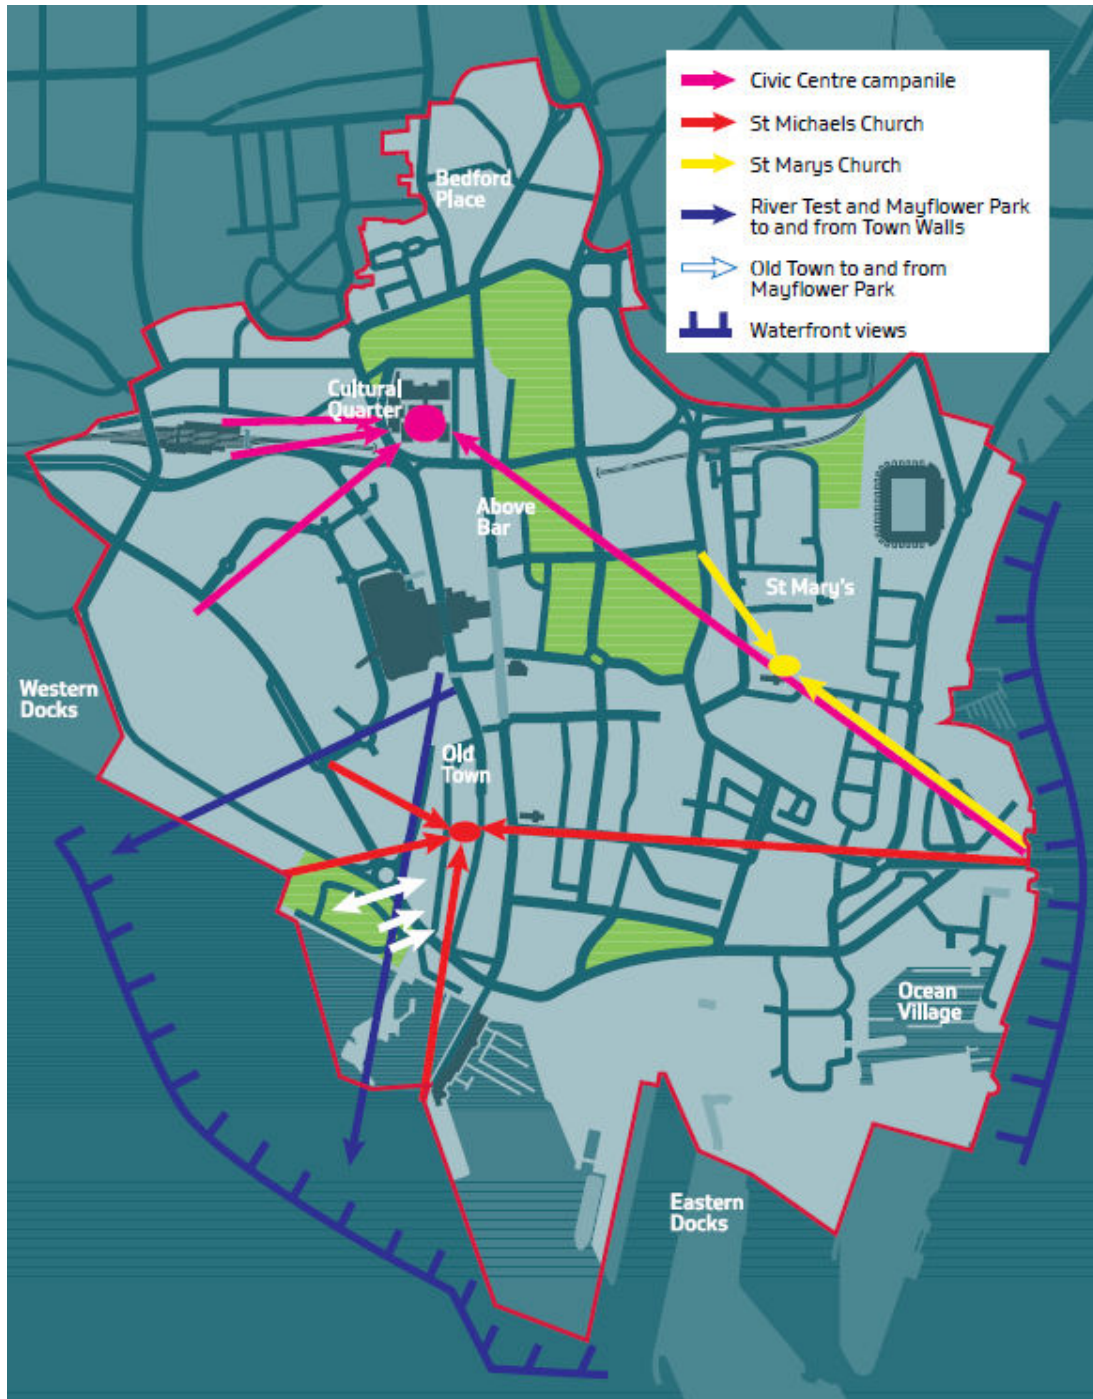 Civic Centre campanile
St Michaels Church
St Marys Church
River Test and Mayflower Park
to and from Town Walls
Old Town to and from
Mayflower Park
Waterfront views
Bedford
Place
Cultural
Quarter
Above
Bar
St Mary's
Western
Docks
Old
Town
Ocean
Village
Eastern
Docks